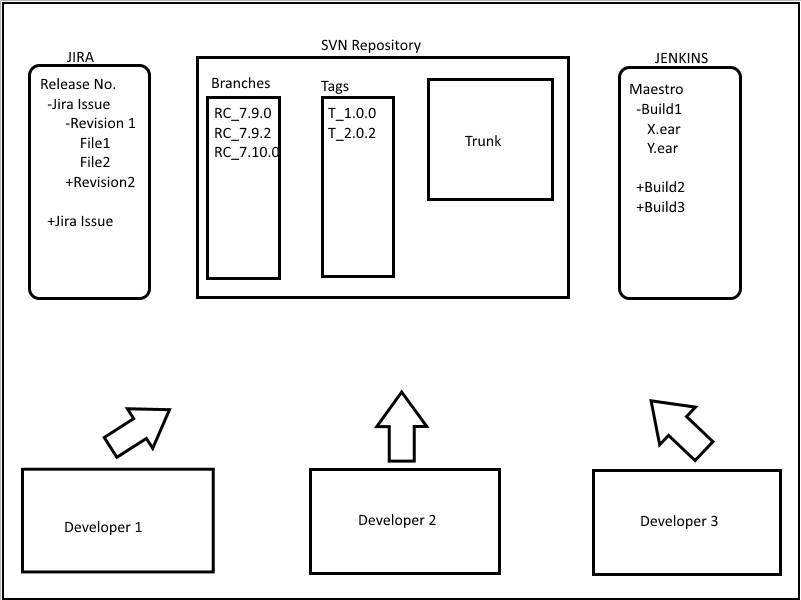 JIRA
Release No.
-Jira Issue
-Revision 1
File1
File2
+Revision2
+Jira Issue
SVN Repository
Branches
RC_7.9.0
RC_7.9.2
RC_7.10.0
Tags
T_1.0.0
T_2.0.2
Trunk
JENKINS
Maestro
-Build1
X.ear
Y.ear
+Build2
+Build3
Developer 1
Developer 2
Developer 3